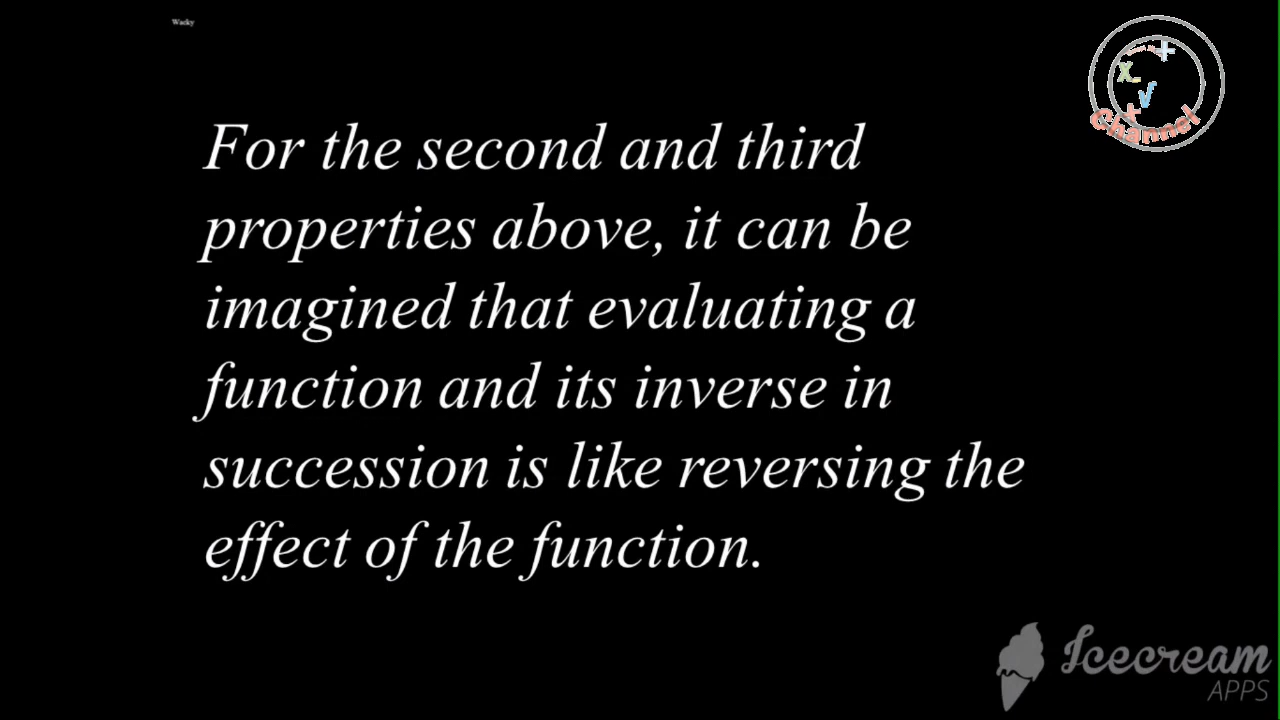 Wacky
For the second and third
properties above, it can be
imagined that evaluating a
function and its inverse in
succession is like reversing the
effect of the function.
X
+
√
x
Channel
Icecream
APPS